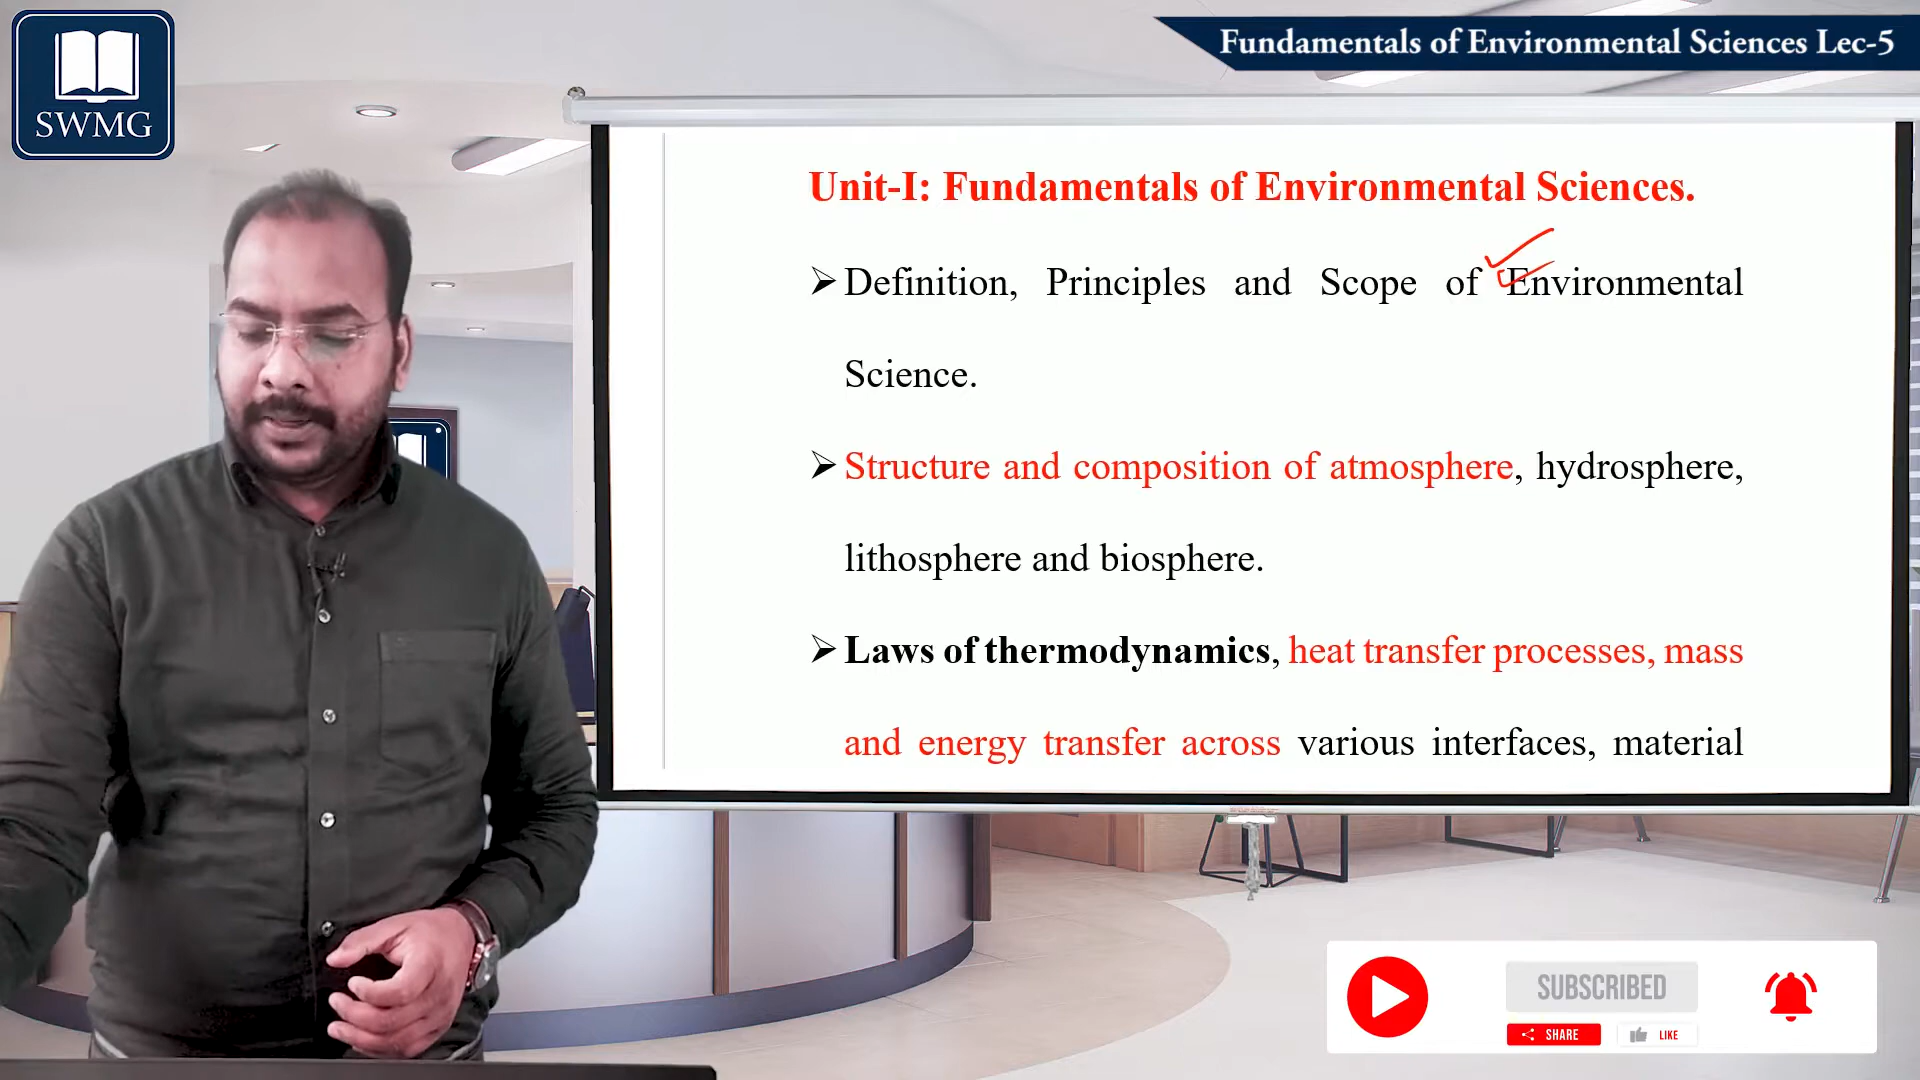 SWMG
Fundamentals of Environmental Sciences Lec-5
Unit-I: Fundamentals of Environmental Sciences.
➢ Definition, Principles and Scope of Environmental
Science.
➢ Structure and composition of atmosphere, hydrosphere,
lithosphere and biosphere.
➢ Laws of thermodynamics, heat transfer processes, mass
and energy transfer across various interfaces, material
SUBSCRIBED
SHARE
LIKE